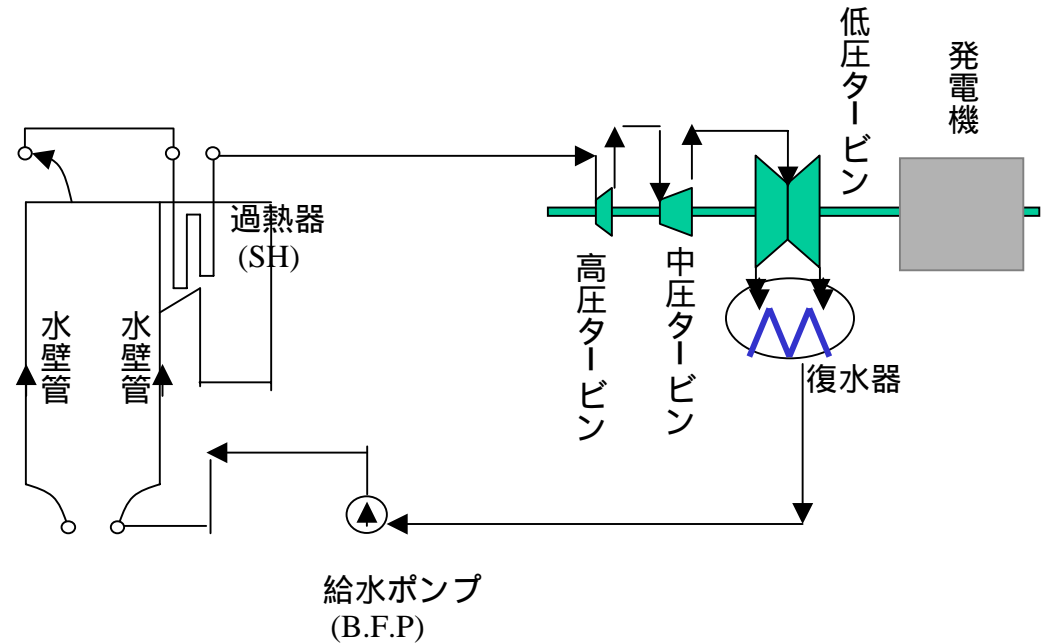 低圧タービン
発電機
過熱器
(SH)
高圧タービン
中圧タービン
水壁管
水壁管
復水器
給水ポンプ
(B.F.P)